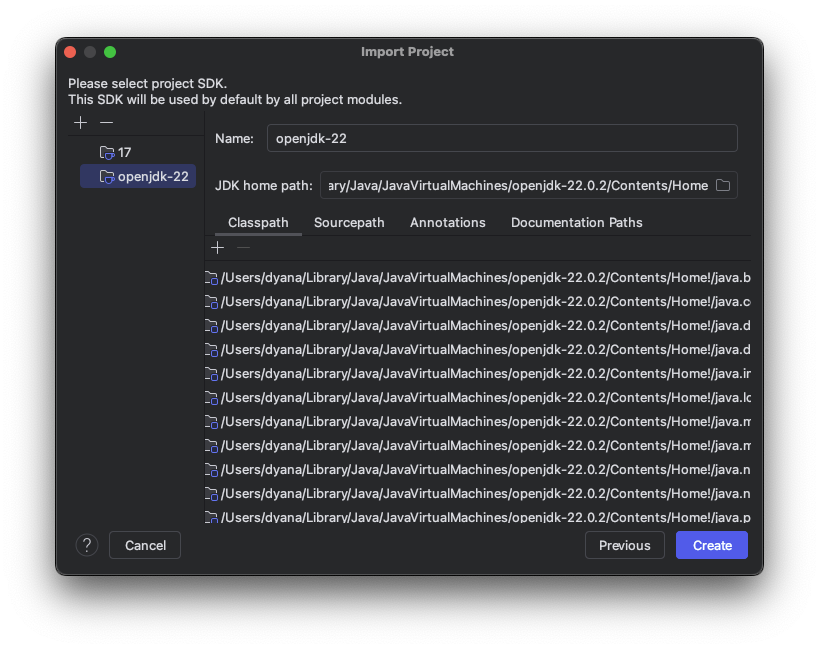 Import Project
Please select project SDK.
This SDK will be used by default by all project modules.
17
openjdk-22
Name: openjdk-22
JDK home path: ary/Java/JavaVirtualMachines/openjdk-22.0.2/Contents/Home
Classpath Sourcepath Annotations Documentation Paths
/Users/dyana/Library/Java/JavaVirtualMachines/openjdk-22.0.2/Contents/Home!/java.b
/Users/dyana/Library/Java/JavaVirtualMachines/openjdk-22.0.2/Contents/Home!/java.c
/Users/dyana/Library/Java/JavaVirtualMachines/openjdk-22.0.2/Contents/Home!/java.d
/Users/dyana/Library/Java/JavaVirtualMachines/openjdk-22.0.2/Contents/Home!/java.d
/Users/dyana/Library/Java/JavaVirtualMachines/openjdk-22.0.2/Contents/Home!/java.in
/Users/dyana/Library/Java/JavaVirtualMachines/openjdk-22.0.2/Contents/Home!/java.lo
/Users/dyana/Library/Java/JavaVirtualMachines/openjdk-22.0.2/Contents/Home!/java.m
/Users/dyana/Library/Java/JavaVirtualMachines/openjdk-22.0.2/Contents/Home!/java.m
/Users/dyana/Library/Java/JavaVirtualMachines/openjdk-22.0.2/Contents/Home!/java.n
/Users/dyana/Library/Java/JavaVirtualMachines/openjdk-22.0.2/Contents/Home!/java.n
/Users/dyana/Library/Java/JavaVirtualMachines/openjdk-22.0.2/Contents/Home!/java.p
? Cancel Previous Create